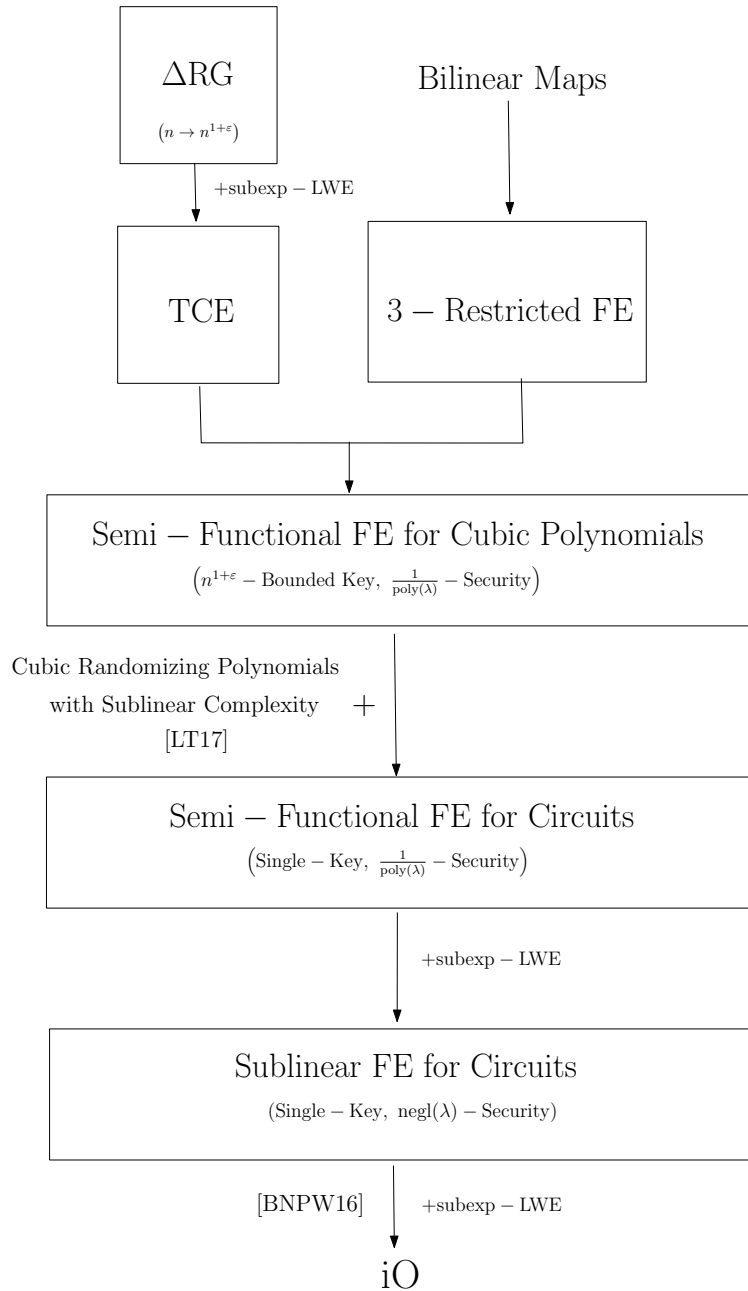 ΔRG
Bilinear Maps
(n → n^{1+ε})
+subexp – LWE
TCE
3 – Restricted FE
Semi – Functional FE for Cubic Polynomials
(n^{1+ε} – Bounded Key, 1/poly(λ) – Security)
Cubic Randomizing Polynomials
with Sublinear Complexity +
[LT17]
Semi – Functional FE for Circuits
(Single – Key, 1/poly(λ) – Security)
+subexp – LWE
Sublinear FE for Circuits
(Single – Key, negl(λ) – Security)
[BNPW16] +subexp – LWE
iO